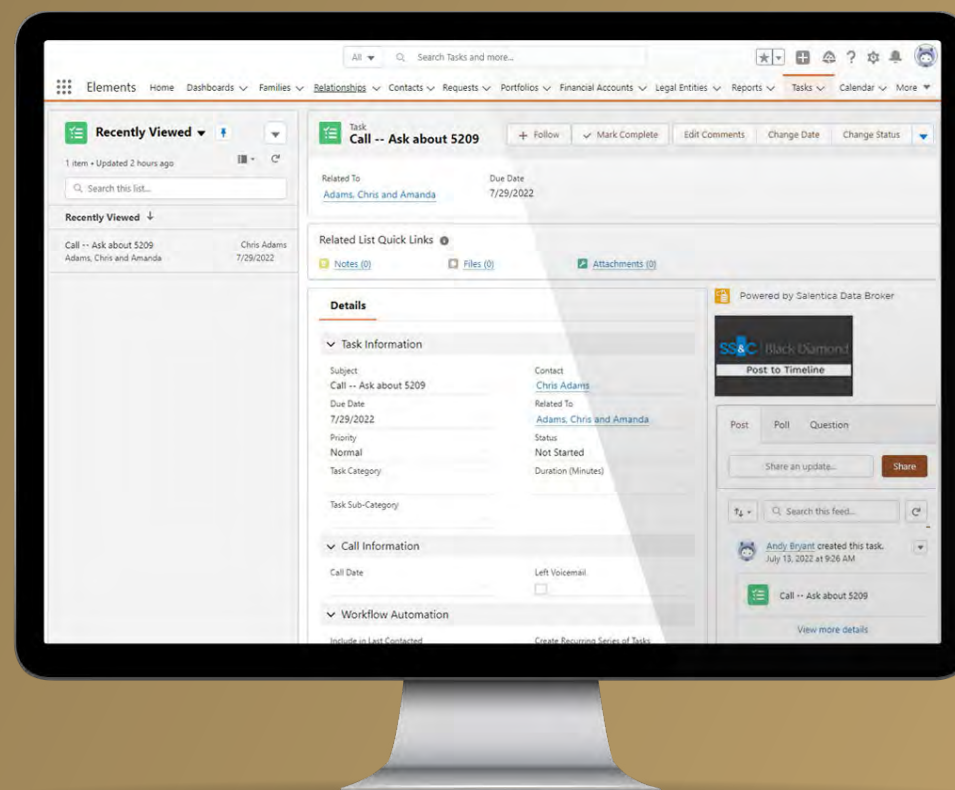 All
Search Tasks and more...
Elements Home Dashboards Families Relationships Contacts Requests Portfolios Financial Accounts Legal Entities Reports Tasks Calendar More
Recently Viewed
1 item • Updated 2 hours ago
Search this list...
Recently Viewed ↓
Call -- Ask about 5209 Chris Adams
Adams, Chris and Amanda 7/29/2022
Task
Call -- Ask about 5209
+ Follow Mark Complete Edit Comments Change Date Change Status
Related To Due Date
Adams, Chris and Amanda 7/29/2022
Related List Quick Links
Notes (0) Files (0) Attachments (0)
Details
Task Information
Subject Contact
Call -- Ask about 5209 Chris Adams
Due Date Related To
7/29/2022 Adams, Chris and Amanda
Priority Status
Normal Not Started
Task Category Duration (Minutes)
Task Sub-Category
Call Information
Call Date Left Voicemail
Workflow Automation
Include in Last Contacted Create Recurring Series of Tasks
Powered by Salentica Data Broker
SS&C Black Diamond
Post to Timeline
Post Poll Question
Share an update... Share
Search this feed...
Andy Bryant created this task.
July 13, 2022 at 9:26 AM
Call -- Ask about 5209
View more details